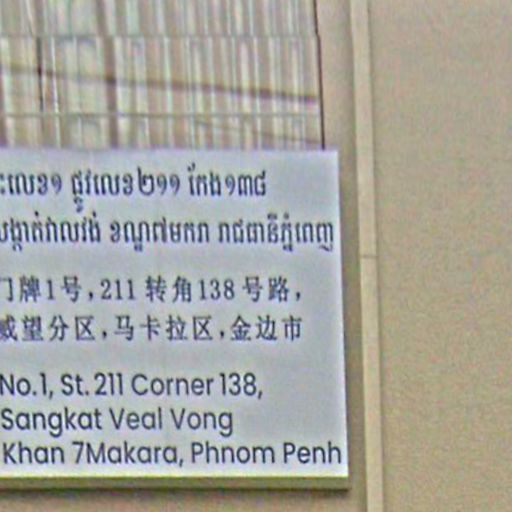 ះលេខ១ ផ្លូវលេខ២១១ កែង១៣៨
សង្កាត់វាលវង់ ខណ្ឌ៧មករា រាជធានីភ្នំពេញ
门牌1号,211 转角138 号路,
威望分区,马卡拉区,金边市
No.1, St. 211 Corner 138,
Sangkat Veal Vong
Khan 7Makara, Phnom Penh